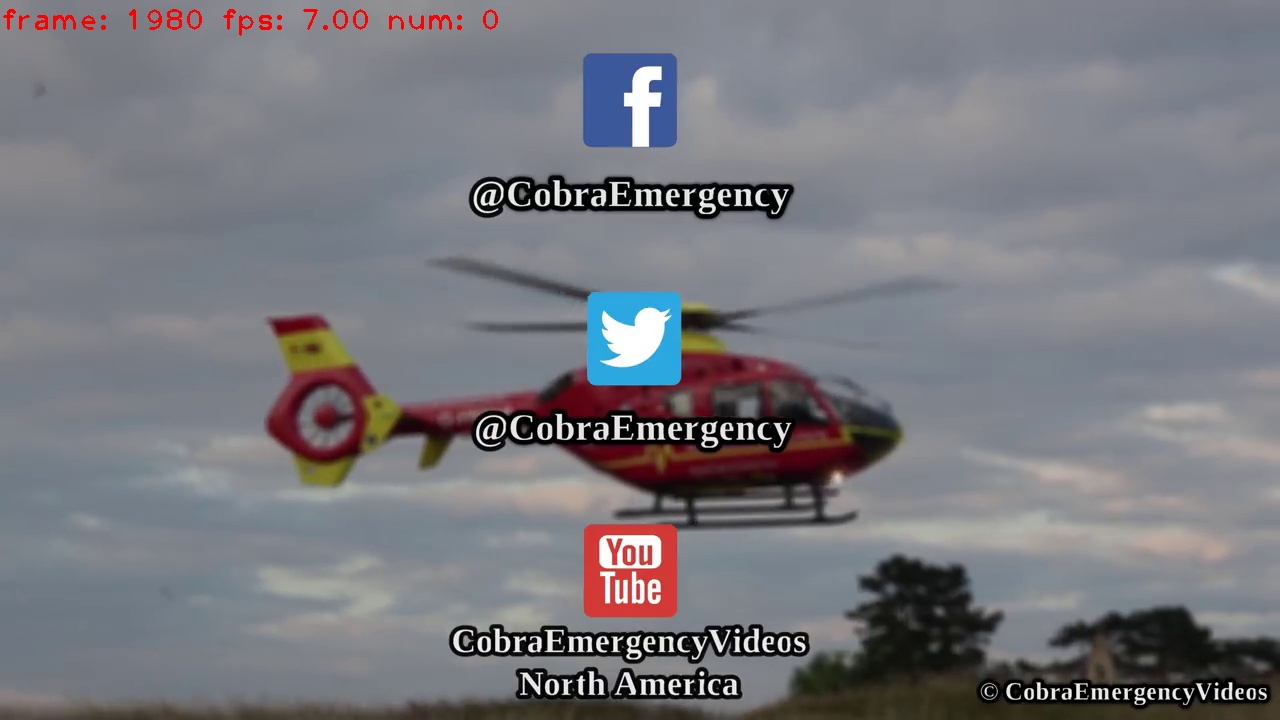 frame: 1980 fps: 7.00 num: 0
f
@CobraEmergency
@CobraEmergency
You
Tube
CobraEmergencyVideos
North America
© CobraEmergencyVideos